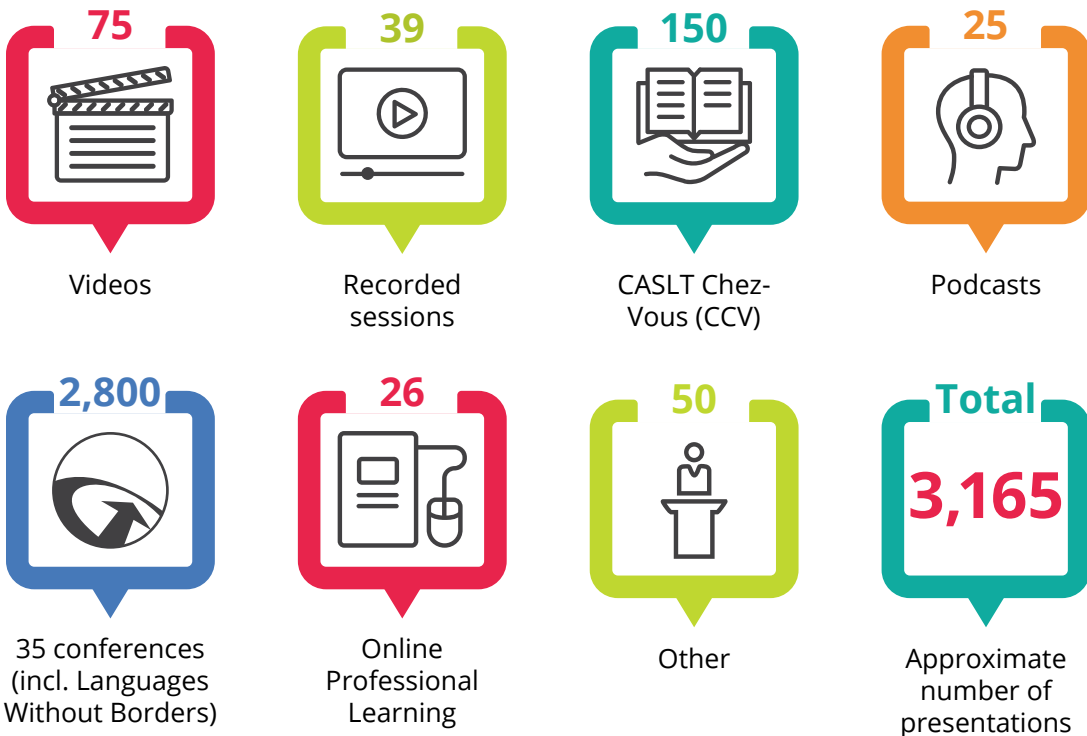 75
Videos
39
Recorded
sessions
150
CASLT Chez-
Vous (CCV)
25
Podcasts
2,800
35 conferences
(incl. Languages
Without Borders)
26
Online
Professional
Learning
50
Other
Total
3,165
Approximate
number of
presentations